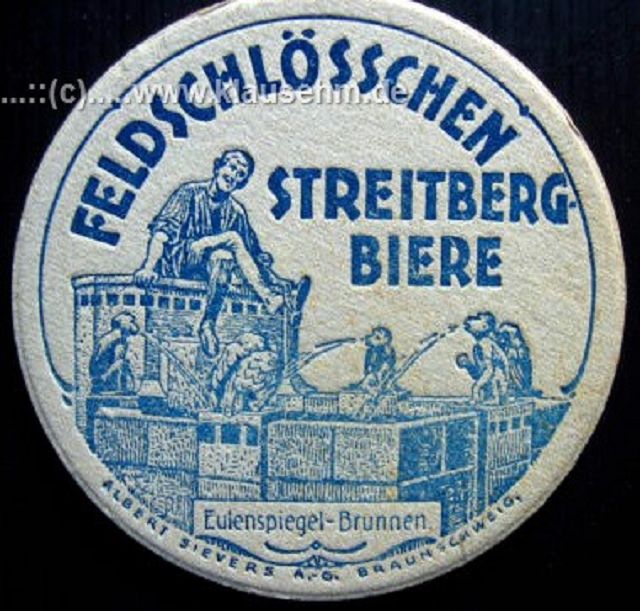 ...::(c).....www.klausehm.de
FELDSCHLÖSSCHEN
STREITBERG-
BIERE
Eulenspiegel-Brunnen.
ALBERT SIEVERS A.-G. BRAUNSCHWEIG.